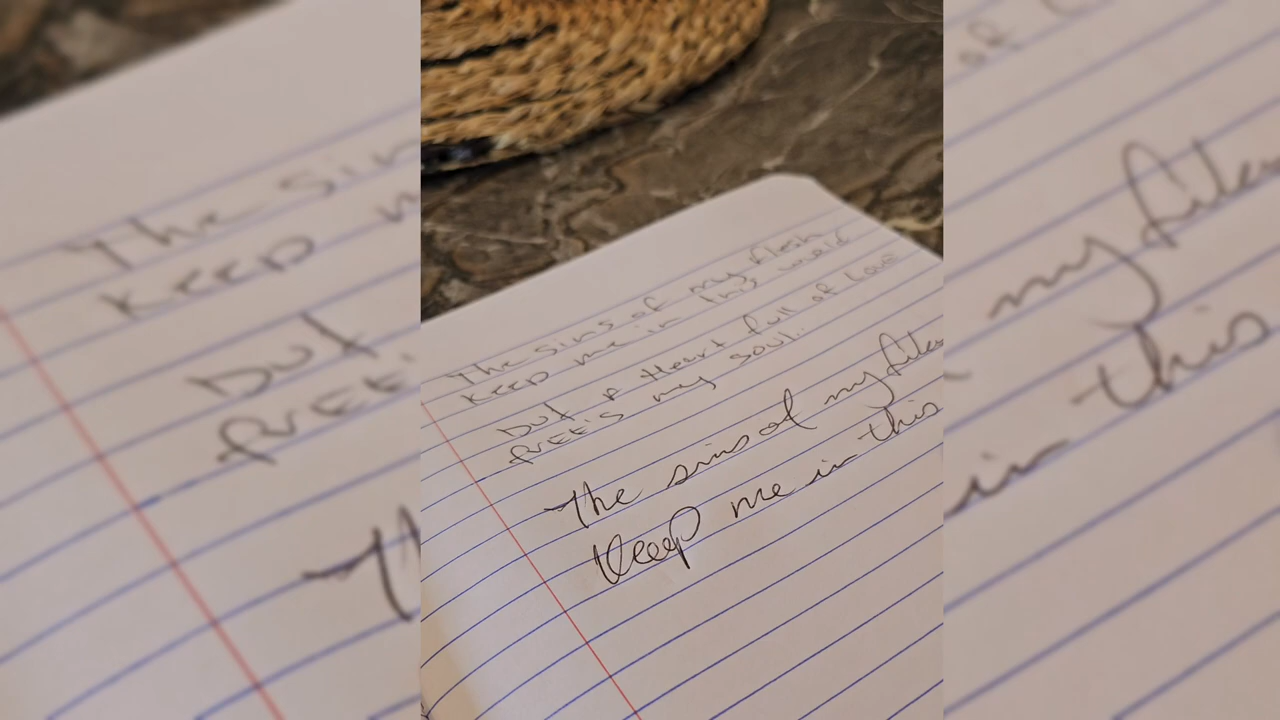 The sins of my flesh
KEEP me in this world
but A Heart full of LOVE
frEE'S my soul..
The sins of my
Keep me in this